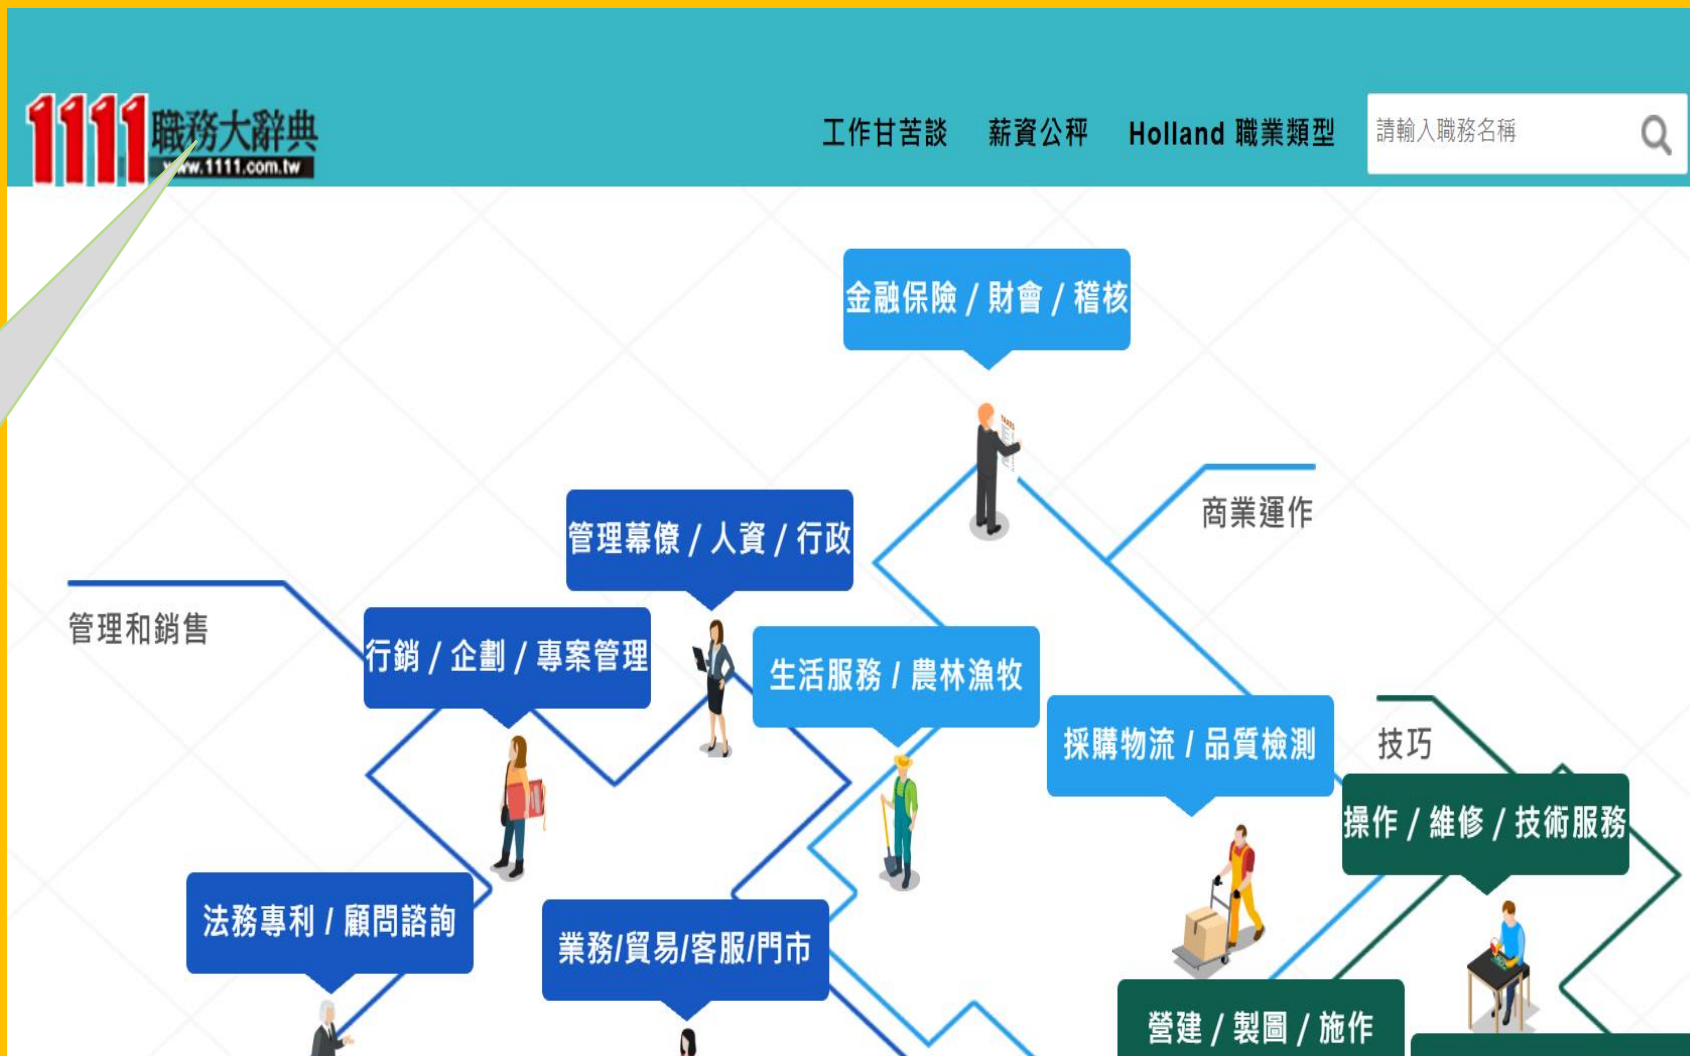 1111 職務大辭典
www.1111.com.tw
工作甘苦談 薪資公秤 Holland 職業類型 請輸入職務名稱
金融保險 / 財會 / 稽核
商業運作
管理幕僚 / 人資 / 行政
管理和銷售
行銷 / 企劃 / 專案管理
生活服務 / 農林漁牧
採購物流 / 品質檢測
技巧
操作 / 維修 / 技術服務
法務專利 / 顧問諮詢
業務/貿易/客服/門市
營建 / 製圖 / 施作